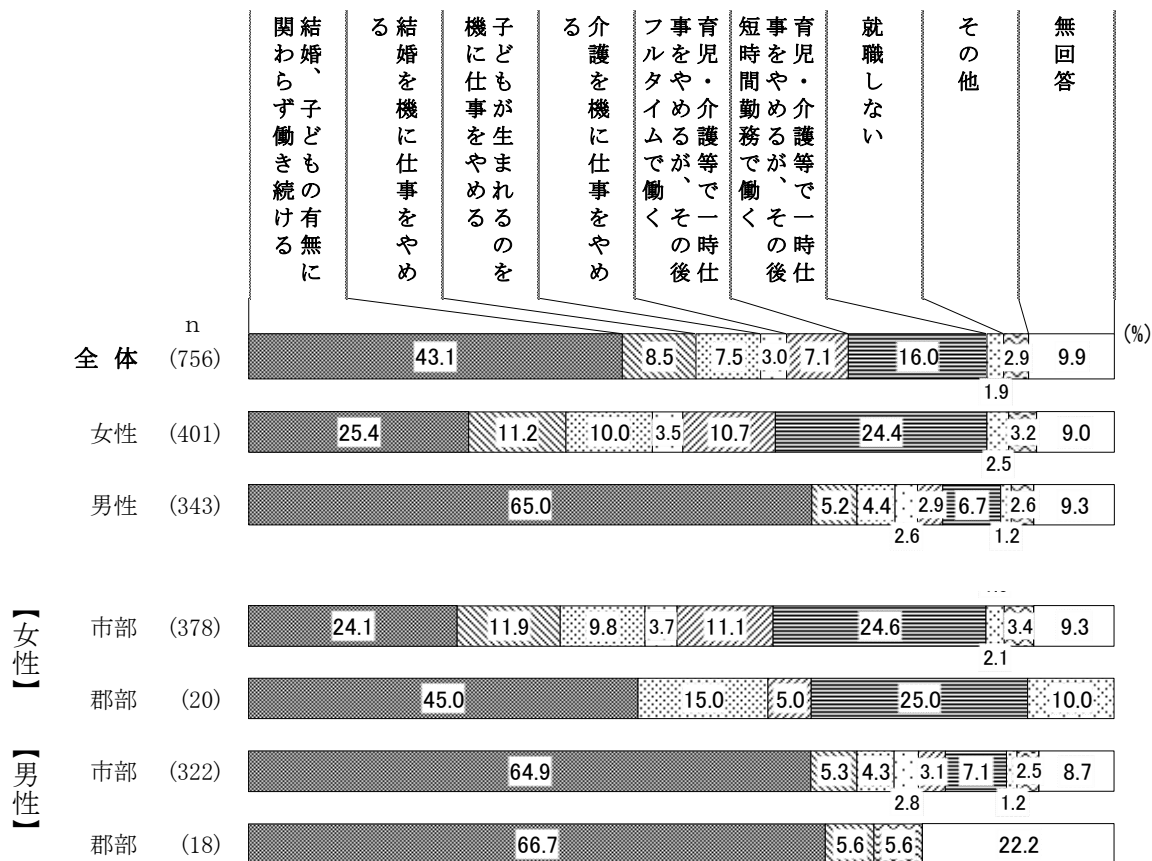 結婚、子どもの有無に
関わらず働き続ける
結婚を機に仕事をやめ
る
子どもが生まれるのを
機に仕事をやめる
介護を機に仕事をやめ
る
育児・介護等で一時仕
事をやめるが、その後
フルタイムで働く
育児・介護等で一時仕
事をやめるが、その後
短時間勤務で働く
就職しない
その他
無回答
n
(%)
全体 (756) 43.1 8.5 7.5 3.0 7.1 16.0 2.9 9.9
1.9
女性 (401) 25.4 11.2 10.0 3.5 10.7 24.4 3.2 9.0
2.5
男性 (343) 65.0 5.2 4.4 2.9 6.7 2.6 9.3
2.6 1.2
【女性】
市部 (378) 24.1 11.9 9.8 3.7 11.1 24.6 3.4 9.3
2.1
郡部 (20) 45.0 15.0 5.0 25.0 10.0
【男性】
市部 (322) 64.9 5.3 4.3 3.1 7.1 2.5 8.7
2.8 1.2
郡部 (18) 66.7 5.6 5.6 22.2